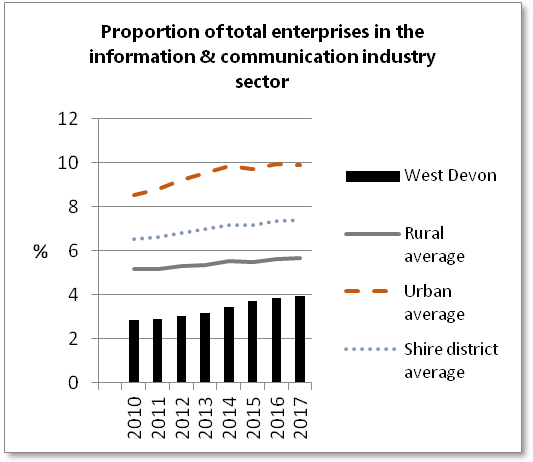 Proportion of total enterprises in the
information & communication industry
sector
12
10
8
6
4
2
0
%
2010
2011
2012
2013
2014
2015
2016
2017
West Devon
Rural
average
Urban
average
Shire district
average